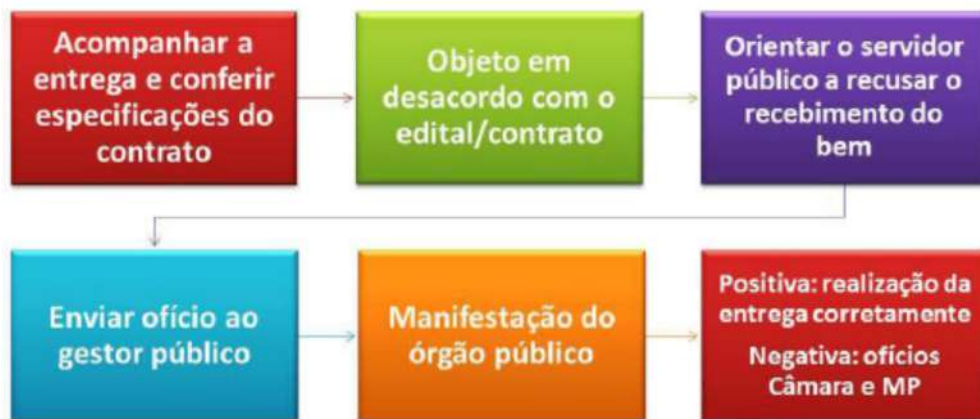 Acompanhar a
entrega e conferir
especificações do
contrato
Objeto em
desacordo com o
edital/contrato
Orientar o servidor
público a recusar o
recebimento do
bem
Enviar ofício ao
gestor público
Manifestação do
órgão público
Positiva: realização da
entrega corretamente
Negativa: ofícios
Câmara e MP